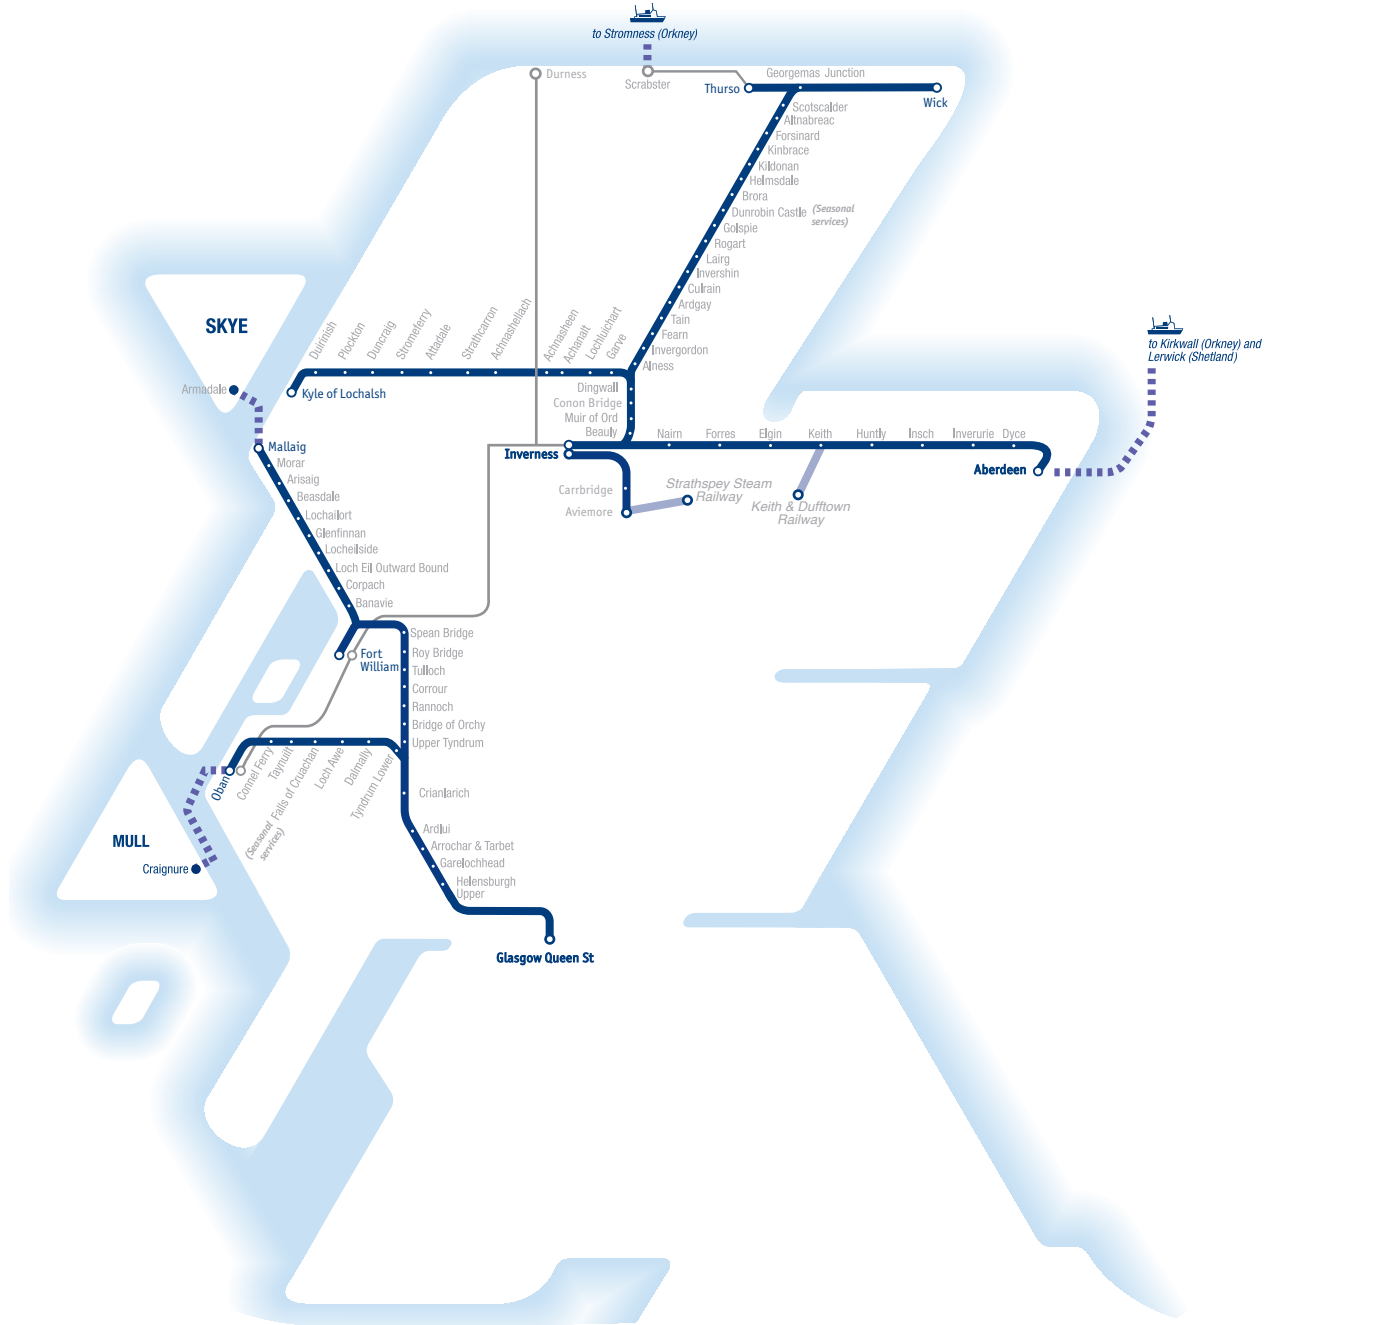 to Stromness (Orkney)
Durness
Scrabster
Georgemas Junction
Thurso
Wick
Scotscalder
Altnabreac
Forsinard
Kinbrace
Kildonan
Helmsdale
Brora
Dunrobin Castle (Seasonal
services)
Golspie
Rogart
Lairg
Invershin
Culrain
Ardgay
Tain
Fearn
Invergordon
Alness
SKYE
Armadale
Duirinish
Plockton
Duncraig
Stromeferry
Attadale
Strathcarron
Achnashellach
Achnasheen
Achanalt
Lochluichart
Garve
Kyle of Lochalsh
to Kirkwall (Orkney) and
Lerwick (Shetland)
Dingwall
Conon Bridge
Muir of Ord
Beauly
Inverness
Nairn
Forres
Elgin
Keith
Huntly
Insch
Inverurie
Dyce
Aberdeen
Carrbridge
Aviemore
Strathspey Steam
Railway
Keith & Dufftown
Railway
Mallaig
Morar
Arisaig
Beasdale
Lochailort
Glenfinnan
Locheilside
Loch Eil Outward Bound
Corpach
Banavie
Fort
William
Spean Bridge
Roy Bridge
Tulloch
Corrour
Rannoch
Bridge of Orchy
Upper Tyndrum
Oban
Connel Ferry
Taynuilt
(Seasonal
services)
Falls of Cruachan
Loch Awe
Dalmally
Tyndrum Lower
Crianlarich
MULL
Craignure
Ardlui
Arrochar & Tarbet
Garelochhead
Helensburgh
Upper
Glasgow Queen St